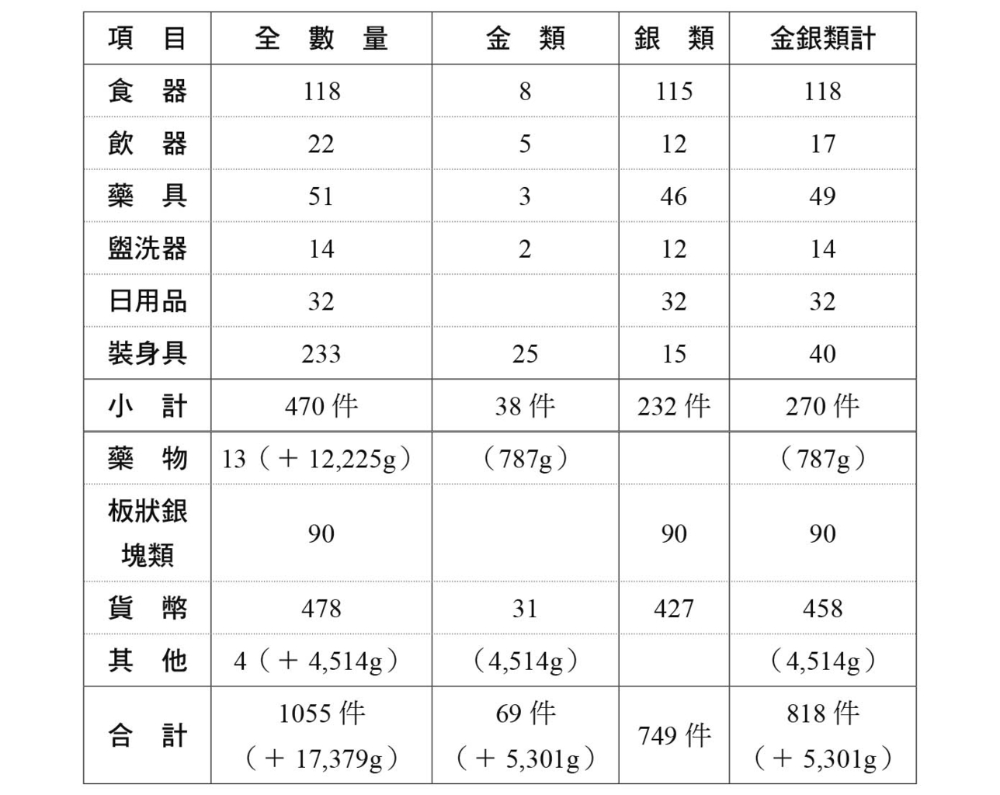 項 目 全 數 量 金 類 銀 類 金銀類計
食 器 118 8 115 118
飲 器 22 5 12 17
藥 具 51 3 46 49
盥洗器 14 2 12 14
日用品 32 32 32
裝身具 233 25 15 40
小 計 470 件 38 件 232 件 270 件
藥 物 13（＋ 12,225g） （787g） （787g）
板狀銀
塊類 90 90 90
貨 幣 478 31 427 458
其 他 4（＋ 4,514g） （4,514g） （4,514g）
合 計 1055 件
（＋ 17,379g） 69 件
（＋ 5,301g） 749 件 818 件
（＋ 5,301g）